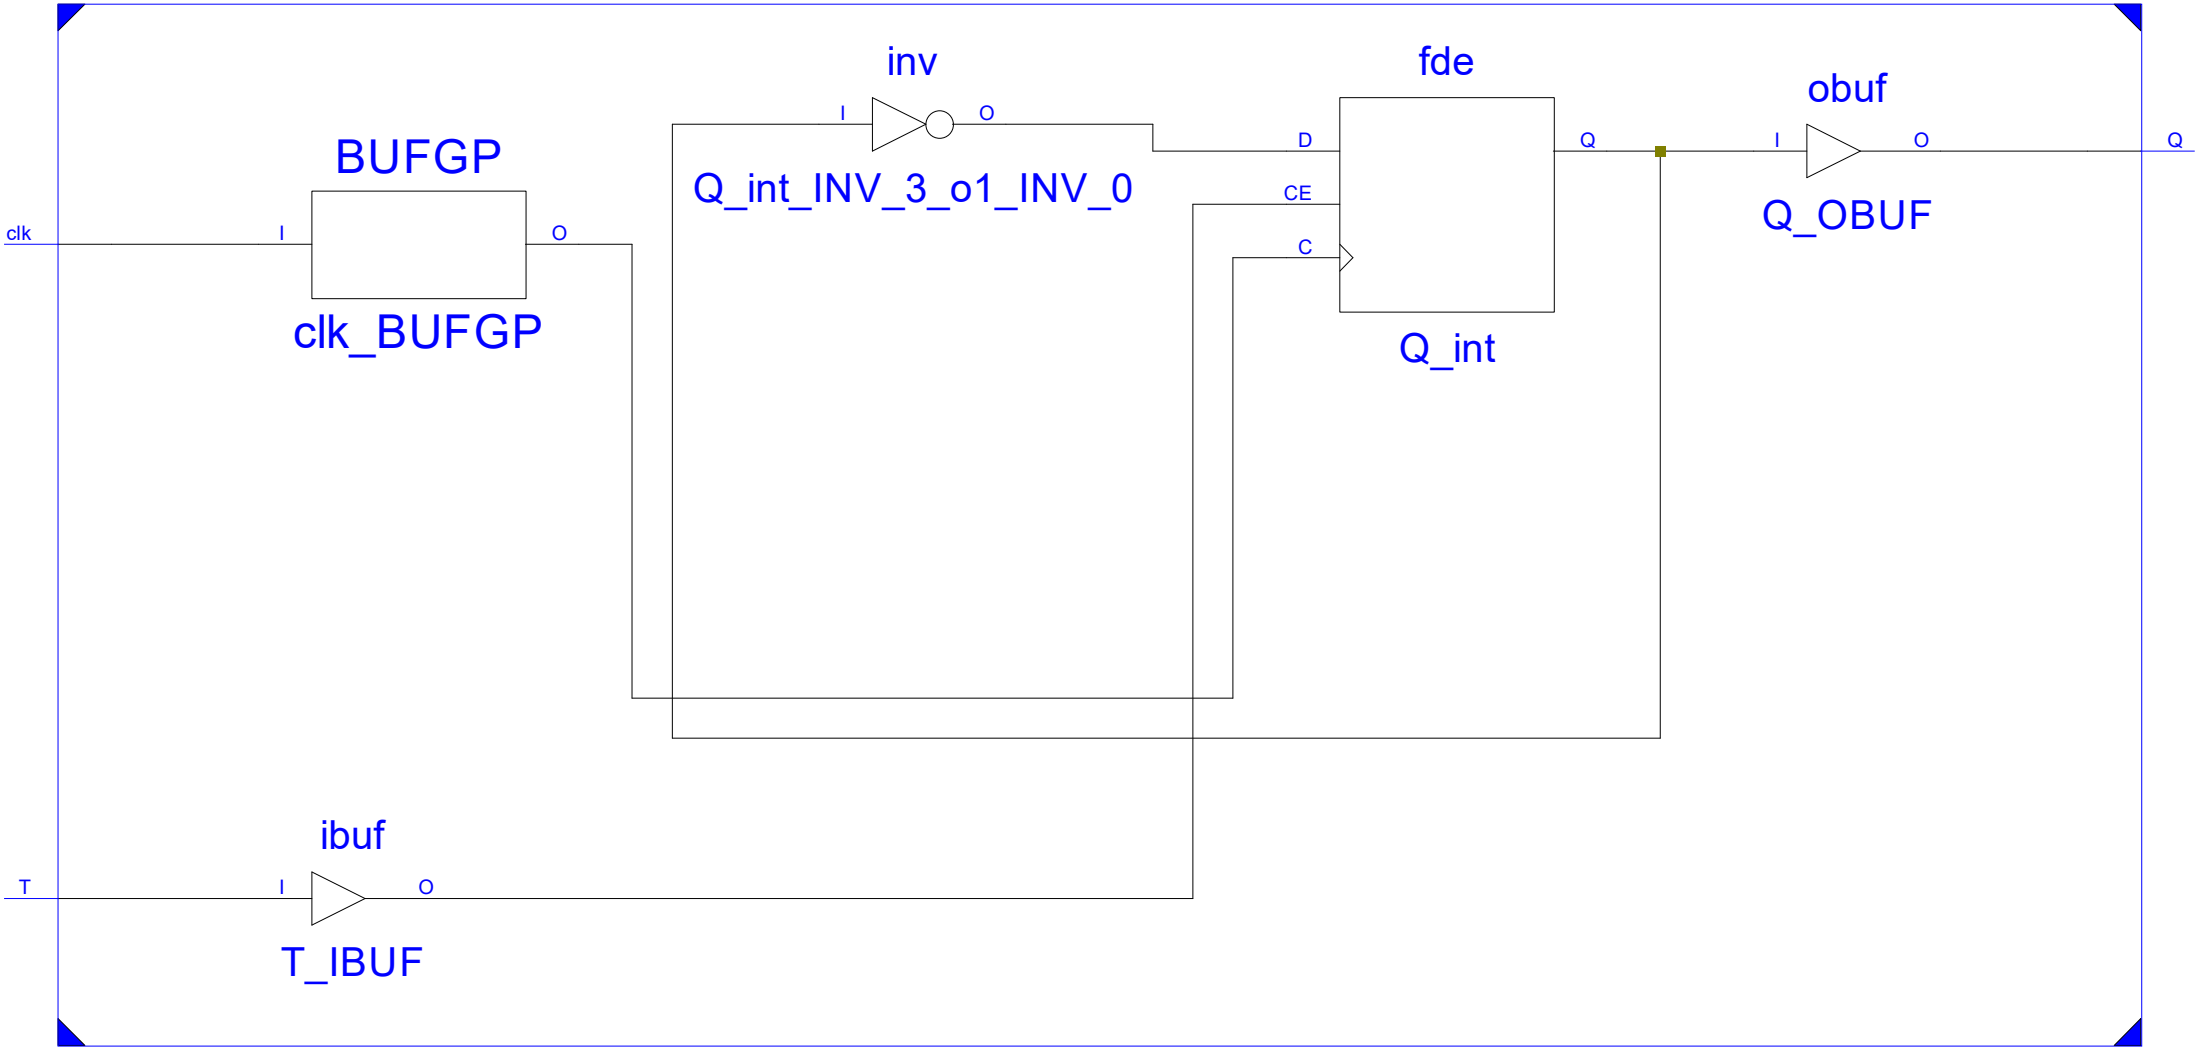 inv
fde
obuf
I
O
BUFGP
D
Q
I
O
Q
Q_int_INV_3_o1_INV_0
CE
Q_OBUF
clk
I
O
C
clk_BUFGP
Q_int
ibuf
T
I
O
T_IBUF